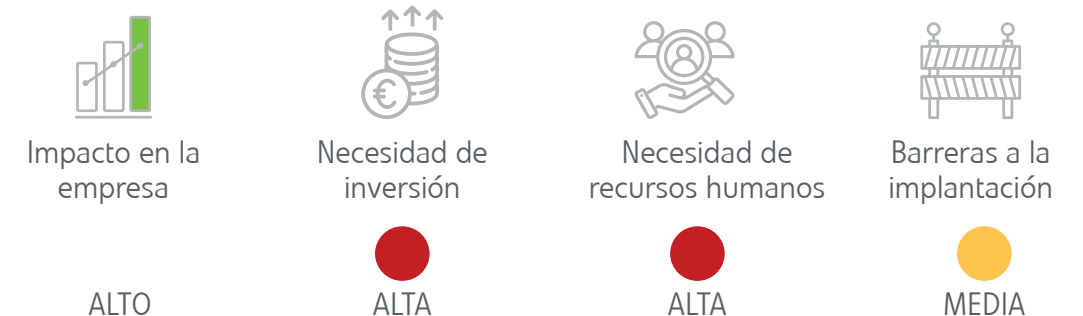 Impacto en la
empresa
ALTO
Necesidad de
inversión
ALTA
Necesidad de
recursos humanos
ALTA
Barreras a la
implantación
MEDIA